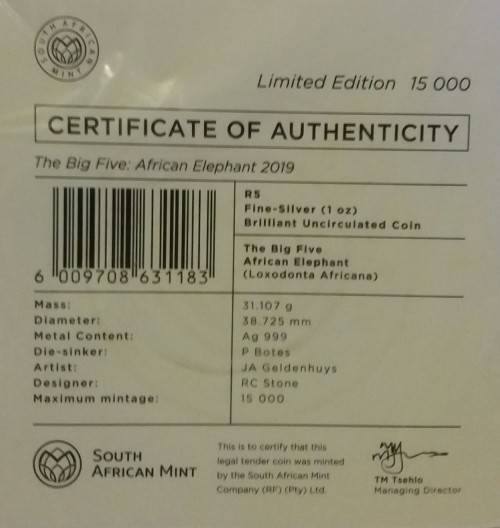 SOUTH AFRICAN MINT
Limited Edition 15 000
CERTIFICATE OF AUTHENTICITY
The Big Five: African Elephant 2019
R5
Fine-Silver (1 oz)
Brilliant Uncirculated Coin
The Big Five
African Elephant
(Loxodonta Africana)
6 009708 631183
Mass: 31.107 g
Diameter: 38.725 mm
Metal Content: Ag 999
Die-sinker: P Botes
Artist: JA Geldenhuys
Designer: RC Stone
Maximum mintage: 15 000
SOUTH
AFRICAN MINT
This is to certify that this
legal tender coin was minted
by the South African Mint
Company (RF) (Pty) Ltd.
TM Tsehlo
Managing Director